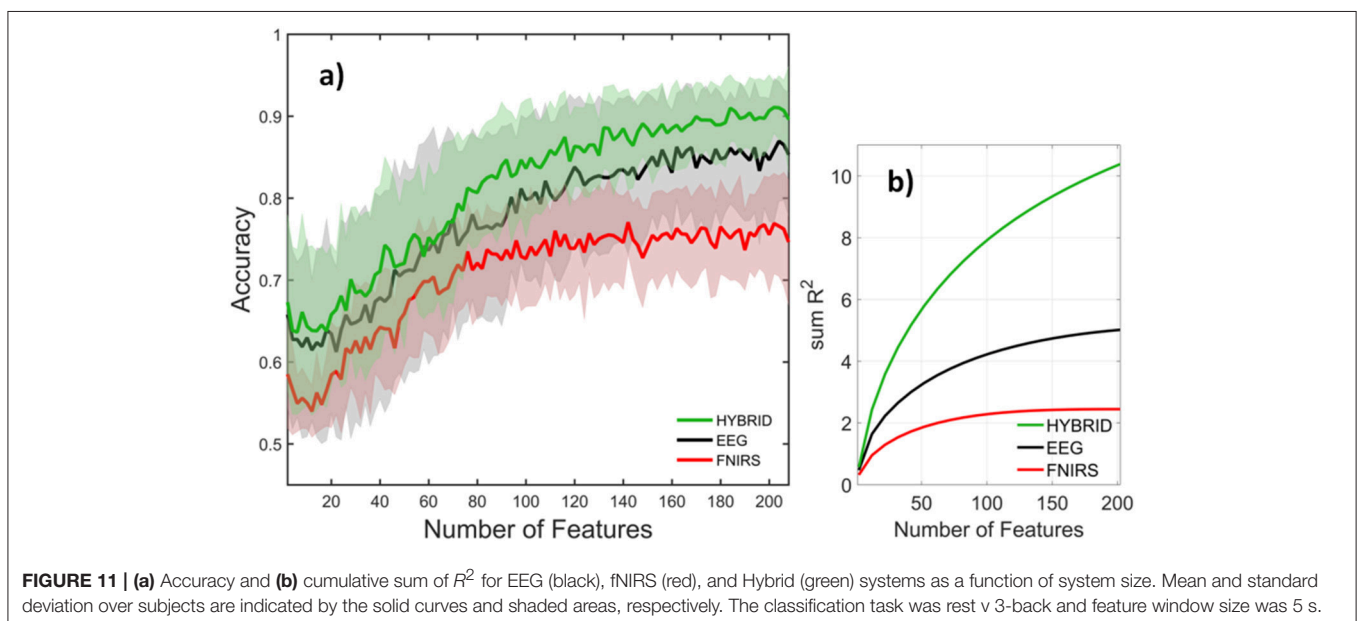 a)
1
0.9
0.8
0.7
0.6
0.5
Accuracy
20 40 60 80 100 120 140 160 180 200
Number of Features
HYBRID
EEG
FNIRS
b)
10
8
6
4
2
0
sum R²
50 100 150 200
Number of Features
HYBRID
EEG
FNIRS
FIGURE 11 | (a) Accuracy and (b) cumulative sum of R² for EEG (black), fNIRS (red), and Hybrid (green) systems as a function of system size. Mean and standard
deviation over subjects are indicated by the solid curves and shaded areas, respectively. The classification task was rest v 3-back and feature window size was 5 s.